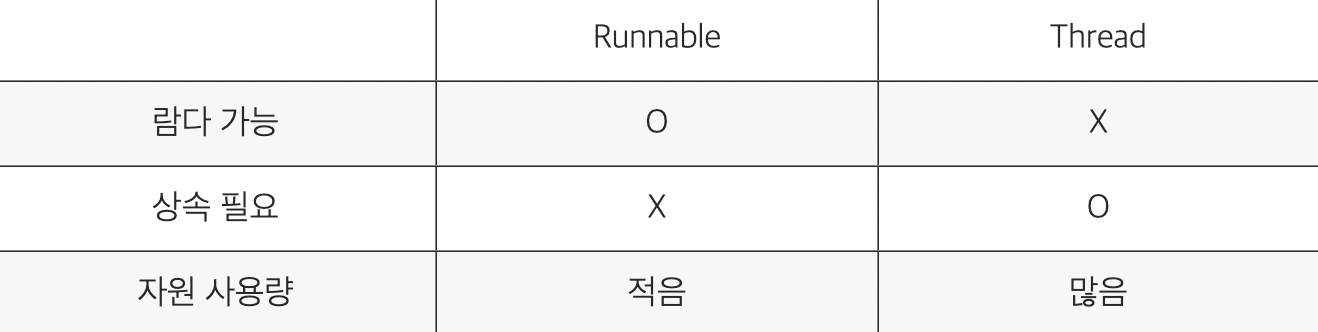 Runnable Thread
람다 가능 O X
상속 필요 X O
자원 사용량 적음 많음